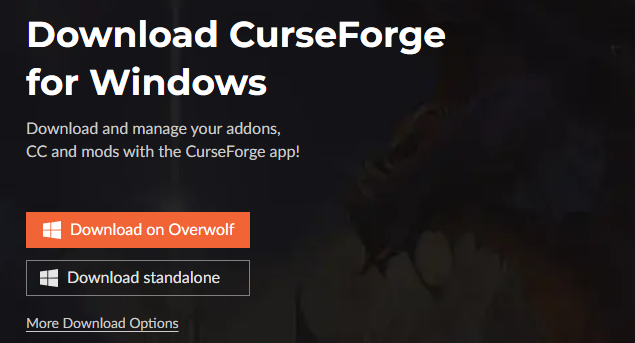 Download CurseForge
for Windows
Download and manage your addons,
CC and mods with the CurseForge app!
Download on Overwolf
Download standalone
More Download Options